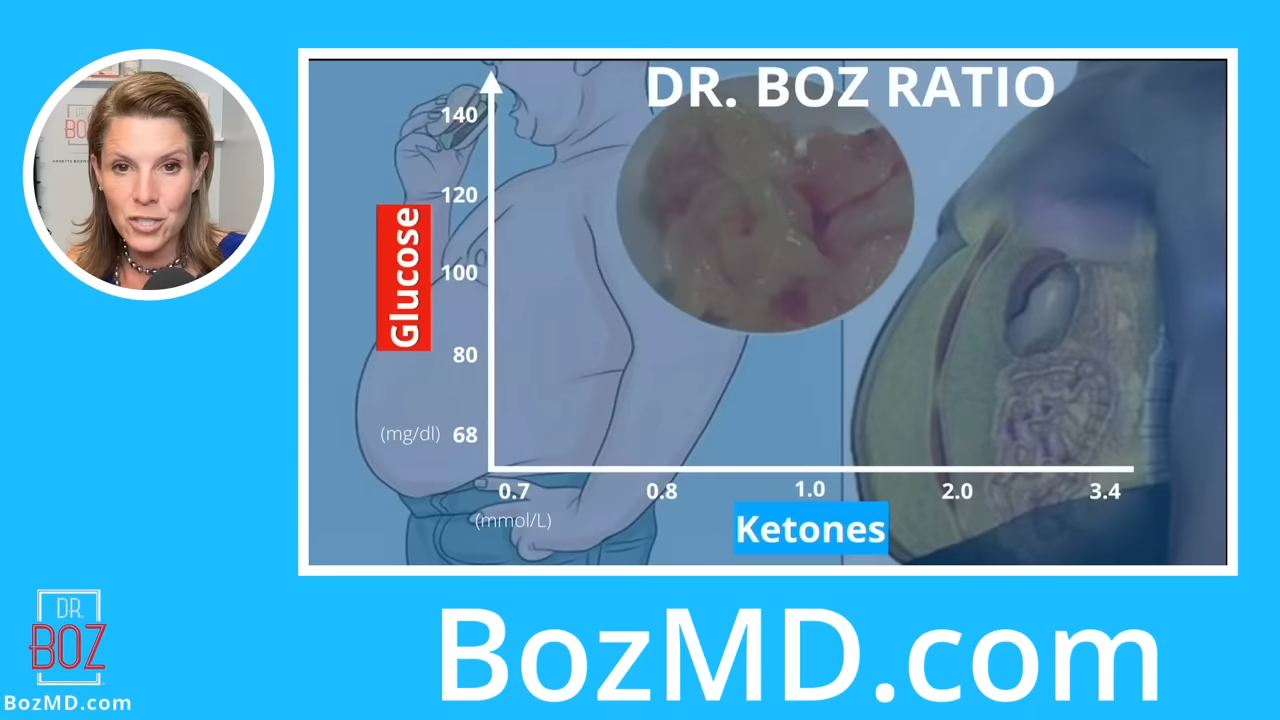 DR. BOZ RATIO
140
120
100
80
(mg/dl) 68
Glucose
0.7
0.8
1.0
2.0
3.4
(mmol/L)
Ketones
DR.
BOZ
BozMD.com
BozMD.com